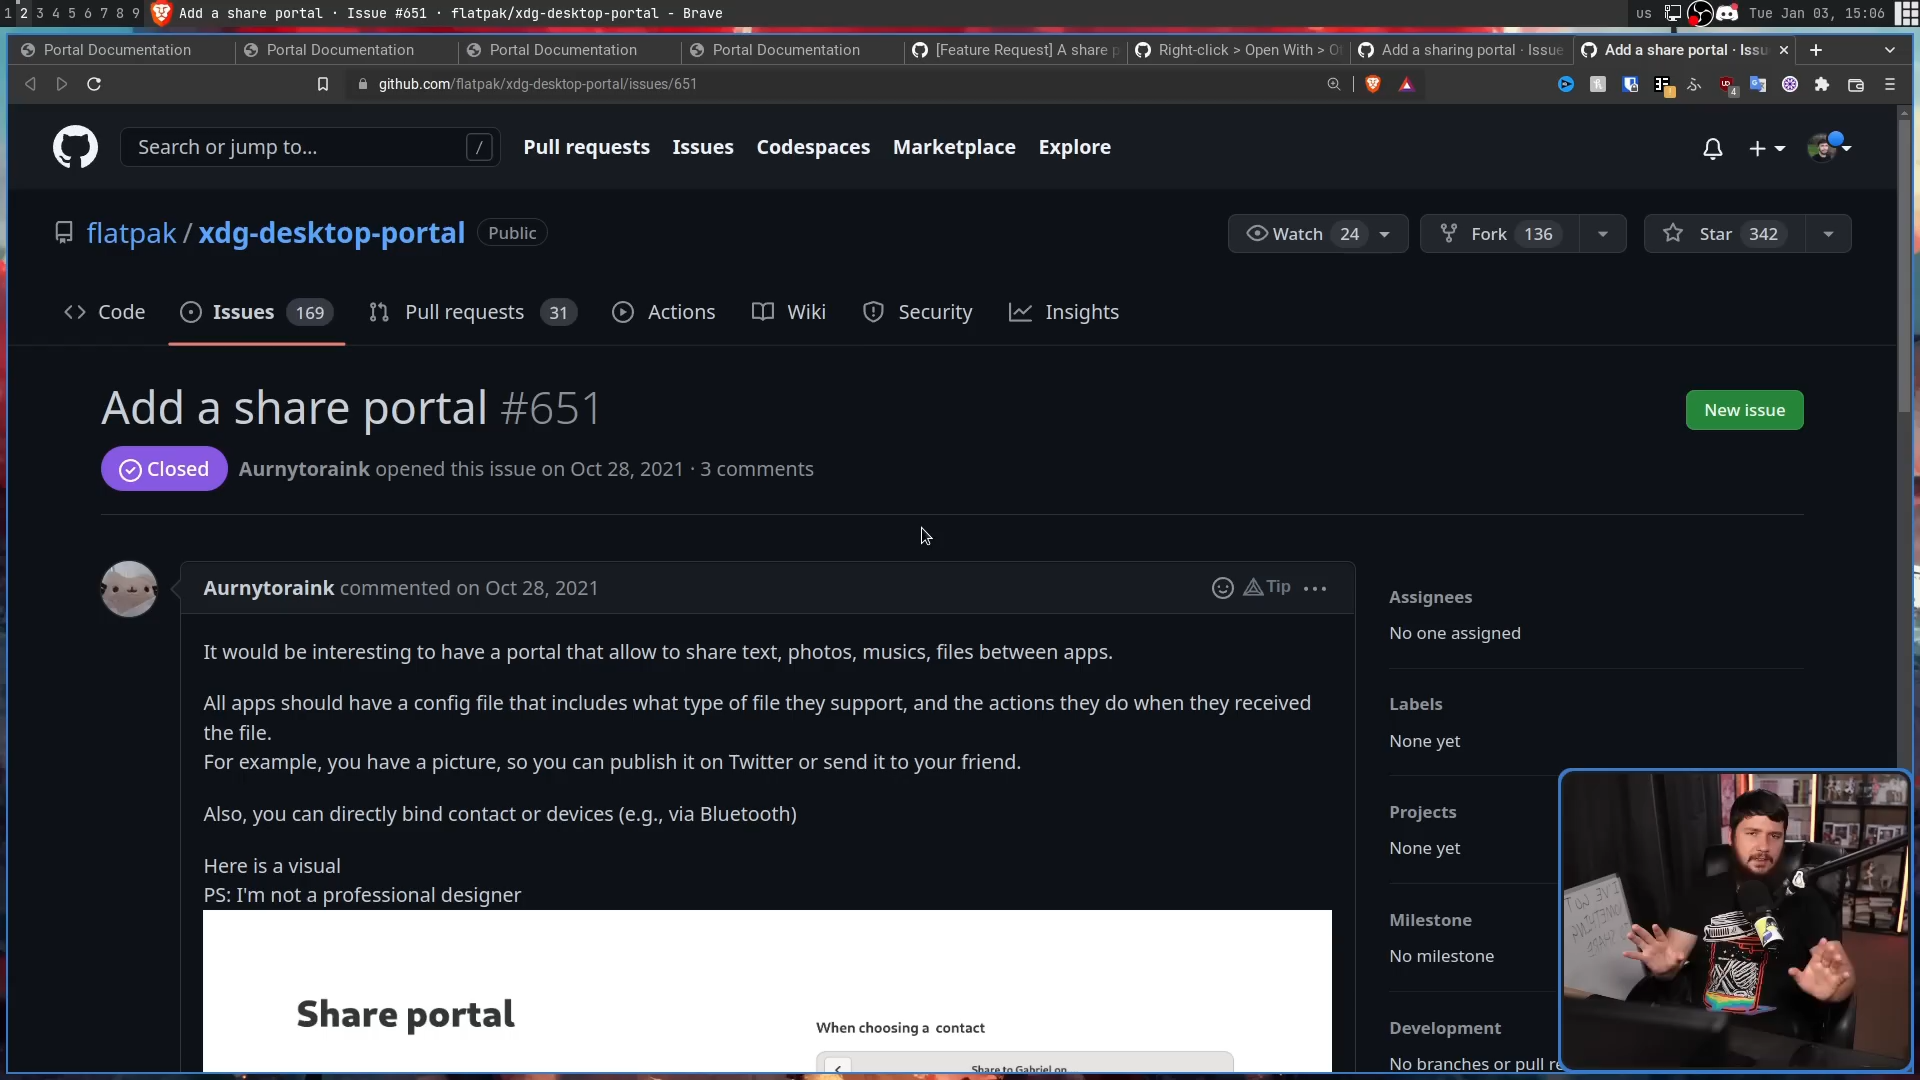 1 2 3 4 5 6 7 8 9 Add a share portal · Issue #651 · flatpak/xdg-desktop-portal - Brave us Tue Jan 03, 15:06
Portal Documentation Portal Documentation Portal Documentation Portal Documentation [Feature Request] A share p Right-click > Open With > O Add a sharing portal · Issue Add a share portal · Issu
github.com/flatpak/xdg-desktop-portal/issues/651 4
Search or jump to... / Pull requests Issues Codespaces Marketplace Explore
flatpak / xdg-desktop-portal Public Watch 24 Fork 136 Star 342
Code Issues 169 Pull requests 31 Actions Wiki Security Insights
Add a share portal #651
New issue
Closed Aurnytoraink opened this issue on Oct 28, 2021 · 3 comments
Aurnytoraink commented on Oct 28, 2021 Tip
It would be interesting to have a portal that allow to share text, photos, musics, files between apps.
All apps should have a config file that includes what type of file they support, and the actions they do when they received
the file.
For example, you have a picture, so you can publish it on Twitter or send it to your friend.
Also, you can directly bind contact or devices (e.g., via Bluetooth)
Here is a visual
PS: I'm not a professional designer
Share portal
When choosing a contact
Share to Gabriel on
Assignees
No one assigned
Labels
None yet
Projects
None yet
Milestone
No milestone
Development
No branches or pull re
I'VE GOT